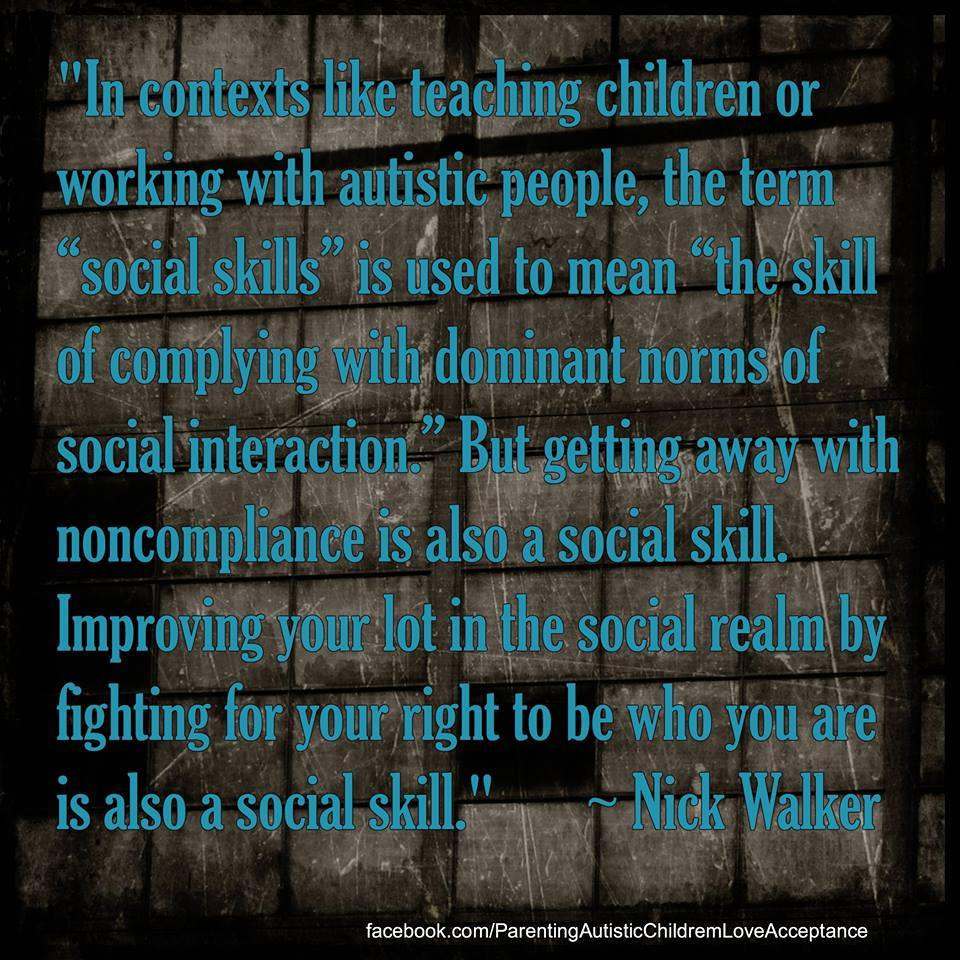 "In contexts like teaching children or
working with autistic people, the term
“social skills” is used to mean “the skill
of complying with dominant norms of
social interaction.” But getting away with
noncompliance is also a social skill.
Improving your lot in the social realm by
fighting for your right to be who you are
is also a social skill." ~ Nick Walker
facebook.com/ParentingAutisticChildremLoveAcceptance